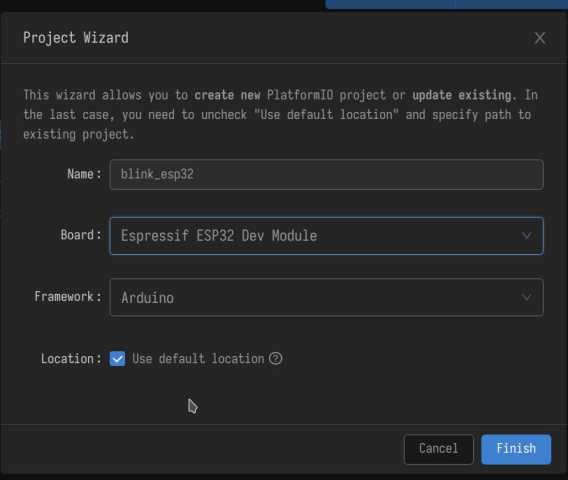 Project Wizard
This wizard allows you to create new PlatformIO project or update existing. In
the last case, you need to uncheck "Use default location" and specify path to
existing project.
Name: blink_esp32
Board: Espressif ESP32 Dev Module
Framework: Arduino
Location: Use default location
Cancel Finish